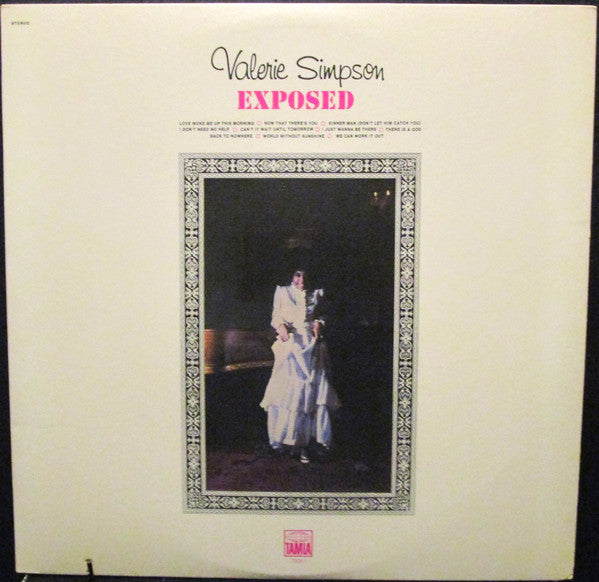 STEREO
Valerie Simpson
EXPOSED
LOVE WOKE ME UP THIS MORNING ○ NOW THAT THERE'S YOU ○ SINNER MAN (DON'T LET HIM CATCH YOU)
I DON'T NEED NO HELP ○ CAN'T IT WAIT UNTIL TOMORROW ○ I JUST WANNA BE THERE ○ THERE IS A GOD
BACK TO NOWHERE ○ WORLD WITHOUT SUNSHINE ○ WE CAN WORK IT OUT
TAMLA